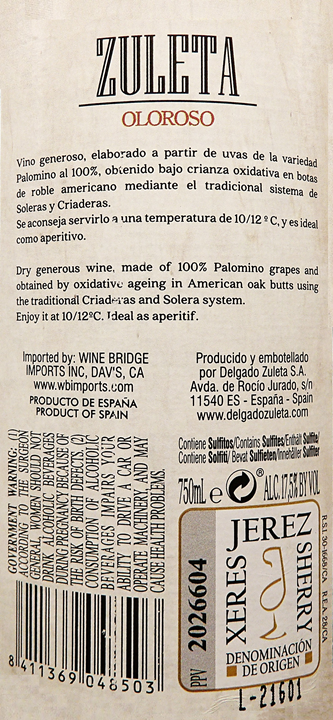 ZULETA
OLOROSO
Vino generoso, elaborado a partir de uvas de la variedad
Palomino al 100%, obtenido bajo crianza oxidativa en botas
de roble americano mediante el tradicional sistema de
Soleras y Criaderas.
Se aconseja servirlo a una temperatura de 10/12 º C, y es ideal
como aperitivo.
Dry generous wine, made of 100% Palomino grapes and
obtained by oxidative ageing in American oak butts using
the traditional Criaderas and Solera system.
Enjoy it at 10/12ºC. Ideal as aperitif.
Imported by: WINE BRIDGE
IMPORTS INC, DAV'S, CA
www.wbimports.com
PRODUCTO DE ESPAÑA
PRODUCT OF SPAIN
Producido y embotellado
por Delgado Zuleta S.A.
Avda. de Rocío Jurado, s/n
11540 ES - España - Spain
www.delgadozuleta.com
GOVERNMENT WARNING: (1)
ACCORDING TO THE SURGEON
GENERAL, WOMEN SHOULD NOT
DRINK ALCOHOLIC BEVERAGES
DURING PREGNANCY BECAUSE OF
THE RISK OF BIRTH DEFECTS. (2)
CONSUMPTION OF ALCOHOLIC
BEVERAGES IMPAIRS YOUR
ABILITY TO DRIVE A CAR OR
OPERATE MACHINERY, AND MAY
CAUSE HEALTH PROBLEMS.
8 411369 048503
Contiene Sulfitos/Contains Sulfites/Enthält Sulfite/
Contiene Solfiti/ Bevat Sulfieten/Innehåller Sulfiter
750mL e ® ALC. 17,5% BY VOL
PPV 2026604
JEREZ
XERES
SHERRY
DENOMINACIÓN
DE ORIGEN
R.S.I. 30-1668/CA R.E.A. 28/CA
L-21601